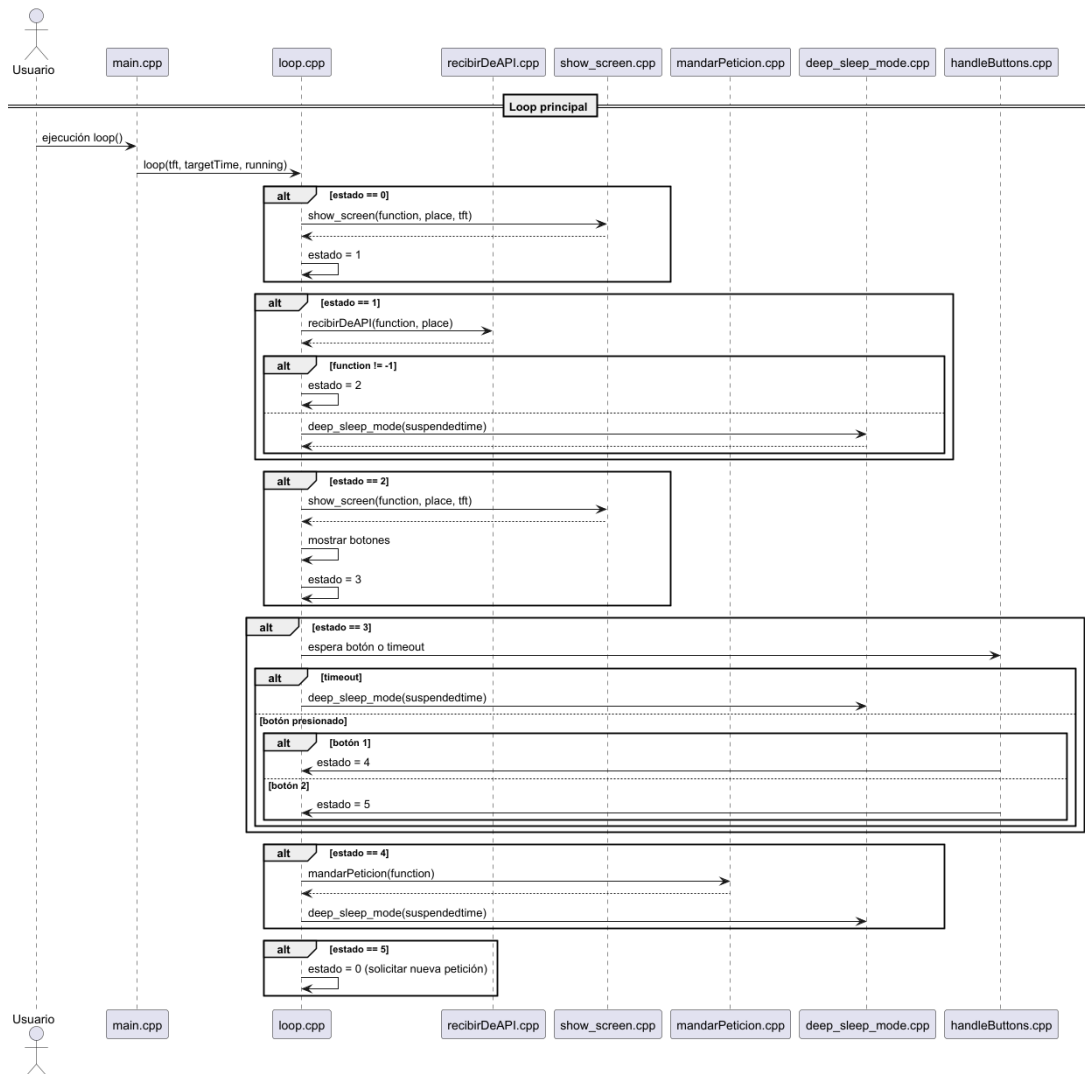 Usuario
main.cpp
loop.cpp
recibirDeAPI.cpp
show_screen.cpp
mandarPeticion.cpp
deep_sleep_mode.cpp
handleButtons.cpp
Loop principal
ejecución loop()
loop(tft, targetTime, running)
alt [estado == 0]
show_screen(function, place, tft)
estado = 1
alt [estado == 1]
recibirDeAPI(function, place)
alt [function != -1]
estado = 2
deep_sleep_mode(suspendedtime)
alt [estado == 2]
show_screen(function, place, tft)
mostrar botones
estado = 3
alt [estado == 3]
espera botón o timeout
alt [timeout]
deep_sleep_mode(suspendedtime)
[botón presionado]
alt [botón 1]
estado = 4
[botón 2]
estado = 5
alt [estado == 4]
mandarPeticion(function)
deep_sleep_mode(suspendedtime)
alt [estado == 5]
estado = 0 (solicitar nueva petición)
Usuario
main.cpp
loop.cpp
recibirDeAPI.cpp
show_screen.cpp
mandarPeticion.cpp
deep_sleep_mode.cpp
handleButtons.cpp